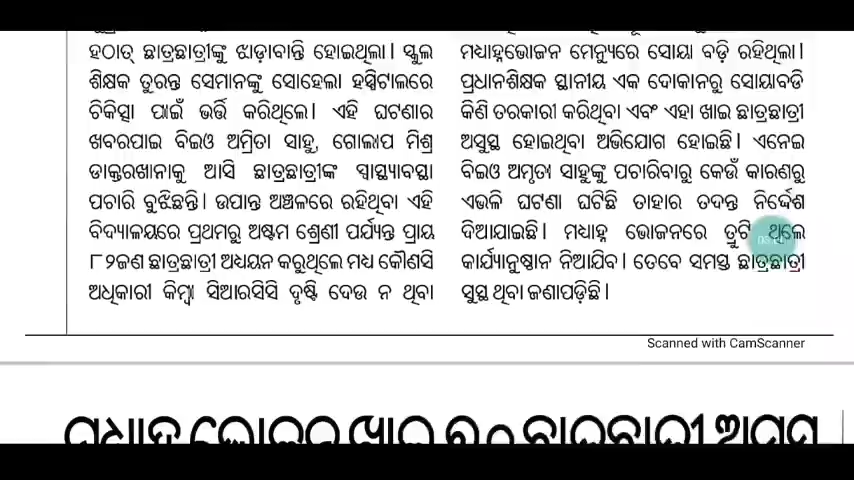 ହଠାତ୍ ଛାତ୍ରଛାତ୍ରୀଙ୍କୁ ଝାଡ଼ାବାନ୍ତି ହୋଇଥିଲା। ସ୍କୁଲ
ଶିକ୍ଷକ ତୁରନ୍ତ ସେମାନଙ୍କୁ ସୋହେଲା ହସ୍ପିଟାଲରେ
ଚିକିତ୍ସା ପାଇଁ ଭର୍ତ୍ତି କରିଥିଲେ। ଏହି ଘଟଣାର
ଖବରପାଇ ବିଇଓ ଅମ୍ରିତା ସାହୁ, ଗୋଲାପ ମିଶ୍ର
ଡାକ୍ତରଖାନାକୁ ଆସି ଛାତ୍ରଛାତ୍ରୀଙ୍କ ସ୍ୱାସ୍ଥ୍ୟାବସ୍ଥା
ପଚାରି ବୁଝିଛନ୍ତି। ଉପାନ୍ତ ଅଞ୍ଚଳରେ ରହିଥିବା ଏହି
ବିଦ୍ୟାଳୟରେ ପ୍ରଥମରୁ ଅଷ୍ଟମ ଶ୍ରେଣୀ ପର୍ଯ୍ୟନ୍ତ ପ୍ରାୟ
୮୨ଜଣ ଛାତ୍ରଛାତ୍ରୀ ଅଧ୍ୟୟନ କରୁଥିଲେ ମଧ୍ୟ କୌଣସି
ଅଧିକାରୀ କିମ୍ବା ସିଆରସିସି ଦୃଷ୍ଟି ଦେଉ ନ ଥିବା
ମଧ୍ୟାହ୍ନଭୋଜନ ମେନ୍ୟୁରେ ସୋୟା ବଡ଼ି ରହିଥିଲା।
ପ୍ରଧାନଶିକ୍ଷକ ସ୍ଥାନୀୟ ଏକ ଦୋକାନରୁ ସୋୟାବଡି
କିଣି ତରକାରୀ କରିଥିବା ଏବଂ ଏହା ଖାଇ ଛାତ୍ରଛାତ୍ରୀ
ଅସୁସ୍ଥ ହୋଇଥିବା ଅଭିଯୋଗ ହୋଇଛି। ଏନେଇ
ବିଇଓ ଅମୃତା ସାହୁଙ୍କୁ ପଚାରିବାରୁ କେଉଁ କାରଣରୁ
ଏଭଳି ଘଟଣା ଘଟିଛି ତାହାର ତଦନ୍ତ ନିର୍ଦ୍ଦେଶ
ଦିଆଯାଇଛି। ମଧ୍ୟାହ୍ନ ଭୋଜନରେ ତ୍ରୁଟି ଥିଲେ
କାର୍ଯ୍ୟାନୁଷ୍ଠାନ ନିଆଯିବ। ତେବେ ସମସ୍ତ ଛାତ୍ରଛାତ୍ରୀ
ସୁସ୍ଥ ଥିବା ଜଣାପଡ଼ିଛି।
Scanned with CamScanner